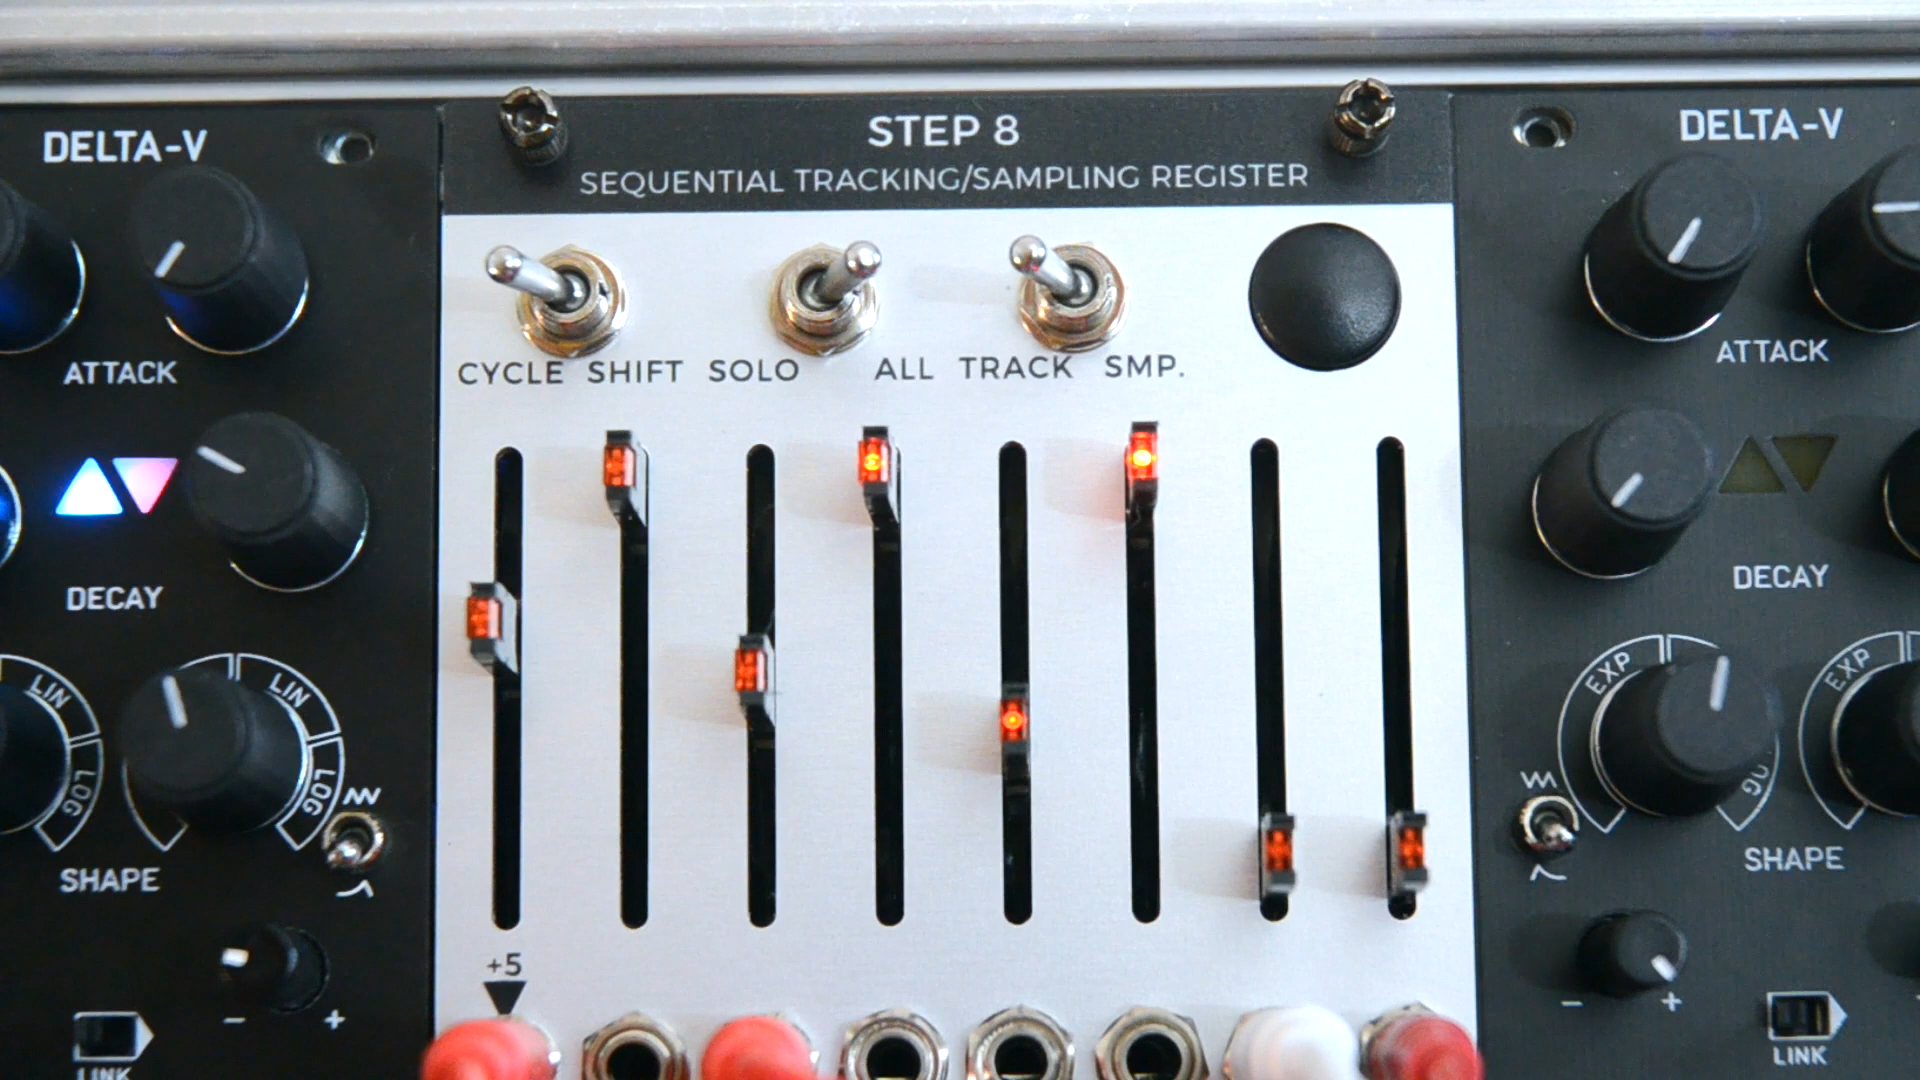 DELTA-V
ATTACK
DECAY
LIN LIN
LOG LOG
SHAPE
- +
LINK
STEP 8
SEQUENTIAL TRACKING/SAMPLING REGISTER
CYCLE SHIFT SOLO ALL TRACK SMP.
+5
DELTA-V
ATTACK
DECAY
EXP EXP
SHAPE
- +
LINK